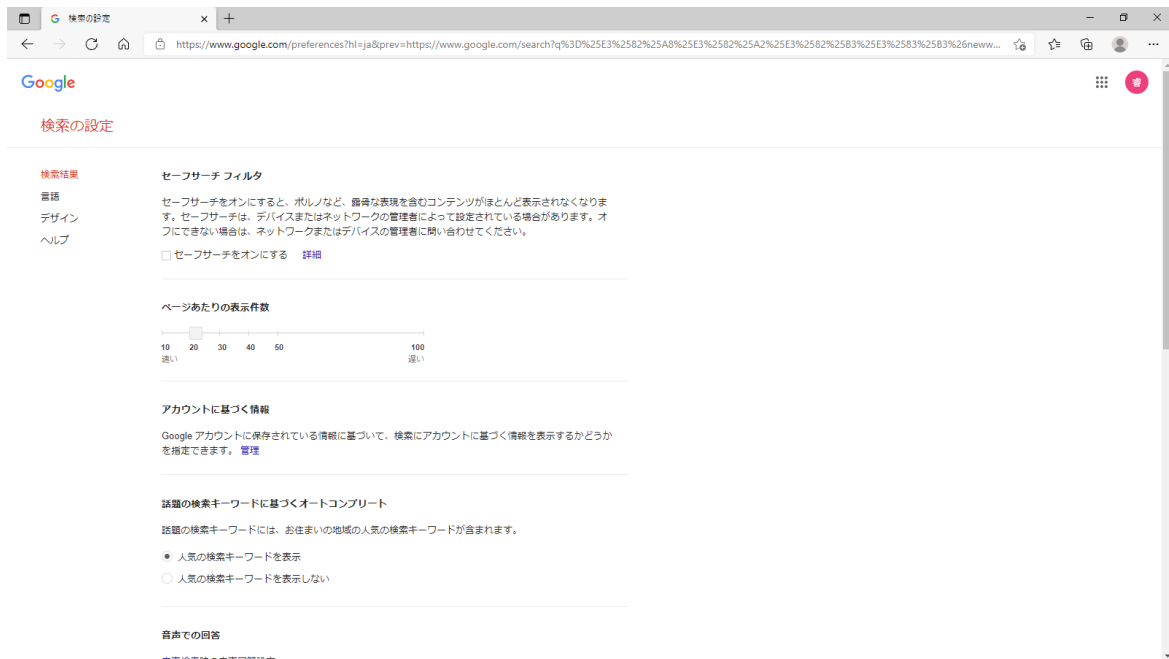 検索の設定
https://www.google.com/preferences?hl=ja&prev=https://www.google.com/search?q%3D%25E3%2582%25A8%25E3%2582%25A2%25E3%2582%25B3%25E3%2583%25B3%26neww...
Google
睿
検索の設定
検索結果
言語
デザイン
ヘルプ
セーフサーチ フィルタ
セーフサーチをオンにすると、ポルノなど、露骨な表現を含むコンテンツがほとんど表示されなくなりま
す。セーフサーチは、デバイスまたはネットワークの管理者によって設定されている場合があります。オ
フにできない場合は、ネットワークまたはデバイスの管理者に問い合わせてください。
セーフサーチをオンにする 詳細
ページあたりの表示件数
10 20 30 40 50 100
速い 遅い
アカウントに基づく情報
Google アカウントに保存されている情報に基づいて、検索にアカウントに基づく情報を表示するかどうか
を指定できます。 管理
話題の検索キーワードに基づくオートコンプリート
話題の検索キーワードには、お住まいの地域の人気の検索キーワードが含まれます。
人気の検索キーワードを表示
人気の検索キーワードを表示しない
音声での回答